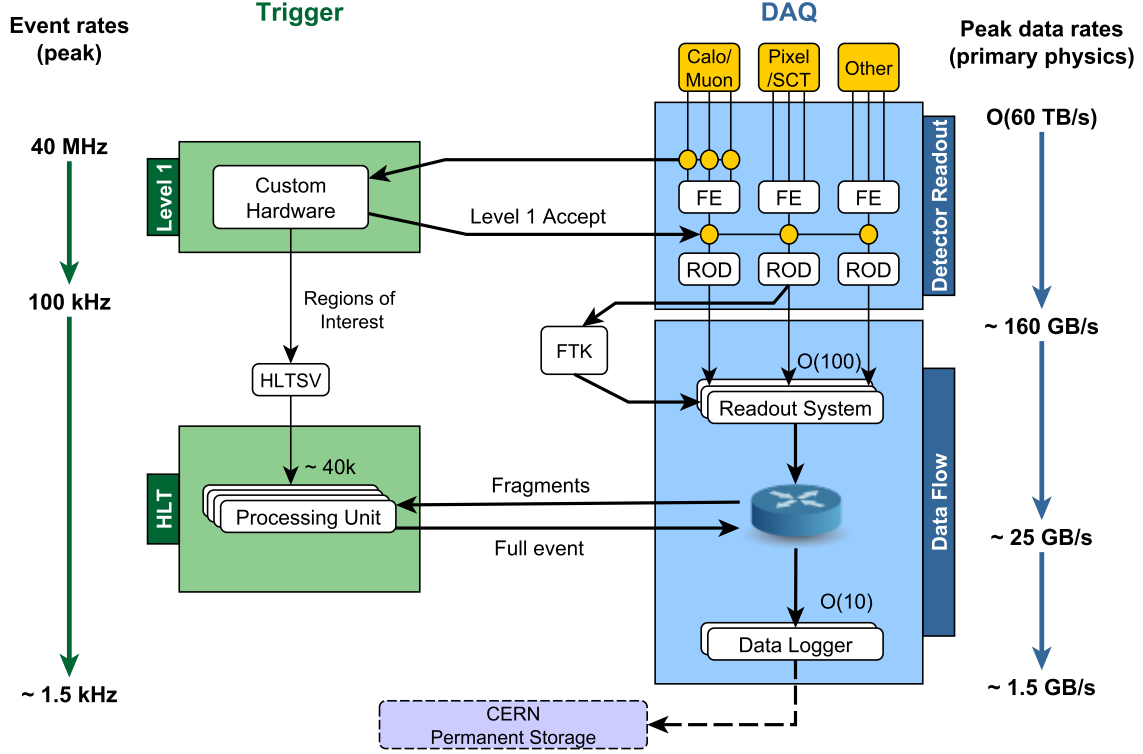 Trigger
DAQ
Event rates
(peak)
Peak data rates
(primary physics)
Calo/
Muon
Pixel
/SCT
Other
40 MHz
O(60 TB/s)
Level 1
Custom
Hardware
FE
FE
FE
Detector Readout
Level 1 Accept
ROD
ROD
ROD
100 kHz
Regions of
Interest
~ 160 GB/s
FTK
O(100)
HLTSV
Readout System
~ 40k
HLT
Processing Unit
Fragments
Full event
Data Flow
~ 25 GB/s
O(10)
Data Logger
~ 1.5 kHz
~ 1.5 GB/s
CERN
Permanent Storage